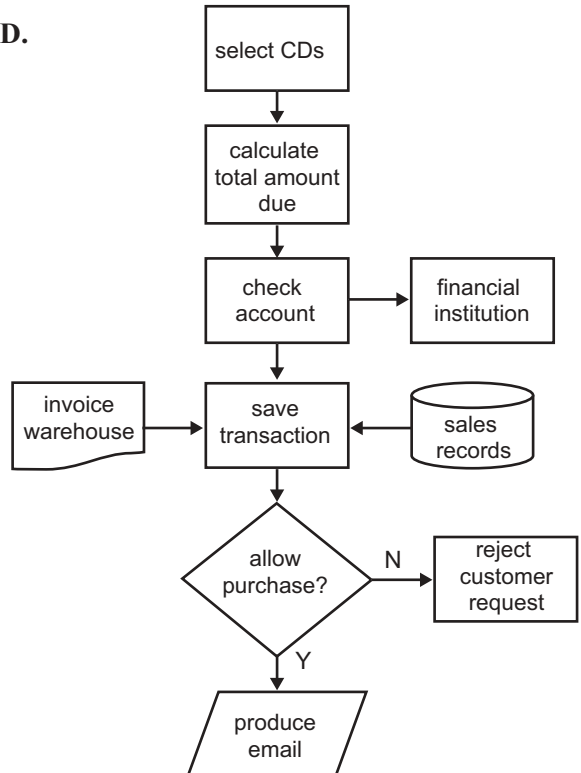 D.
select CDs
calculate
total amount
due
check
account
financial
institution
invoice
warehouse
save
transaction
sales
records
allow
purchase?
N
reject
customer
request
Y
produce
email